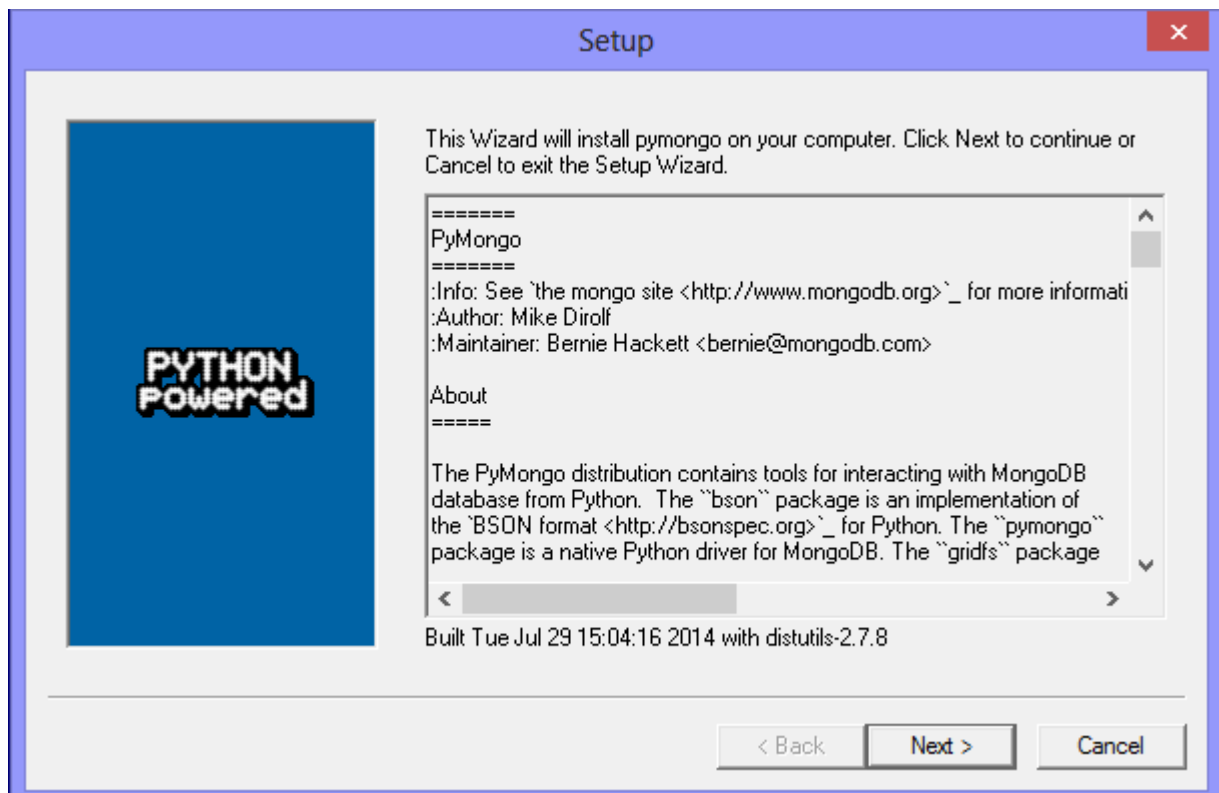 Setup
This Wizard will install pymongo on your computer. Click Next to continue or
Cancel to exit the Setup Wizard.
=======
PyMongo
=======
:Info: See `the mongo site <http://www.mongodb.org>`_ for more informati
:Author: Mike Dirolf
:Maintainer: Bernie Hackett <bernie@mongodb.com>
About
=====
The PyMongo distribution contains tools for interacting with MongoDB
database from Python.  The ``bson`` package is an implementation of
the `BSON format <http://bsonspec.org>`_ for Python. The ``pymongo``
package is a native Python driver for MongoDB. The ``gridfs`` package
PYTHON
powered
Built Tue Jul 29 15:04:16 2014 with distutils-2.7.8
< Back
Next >
Cancel